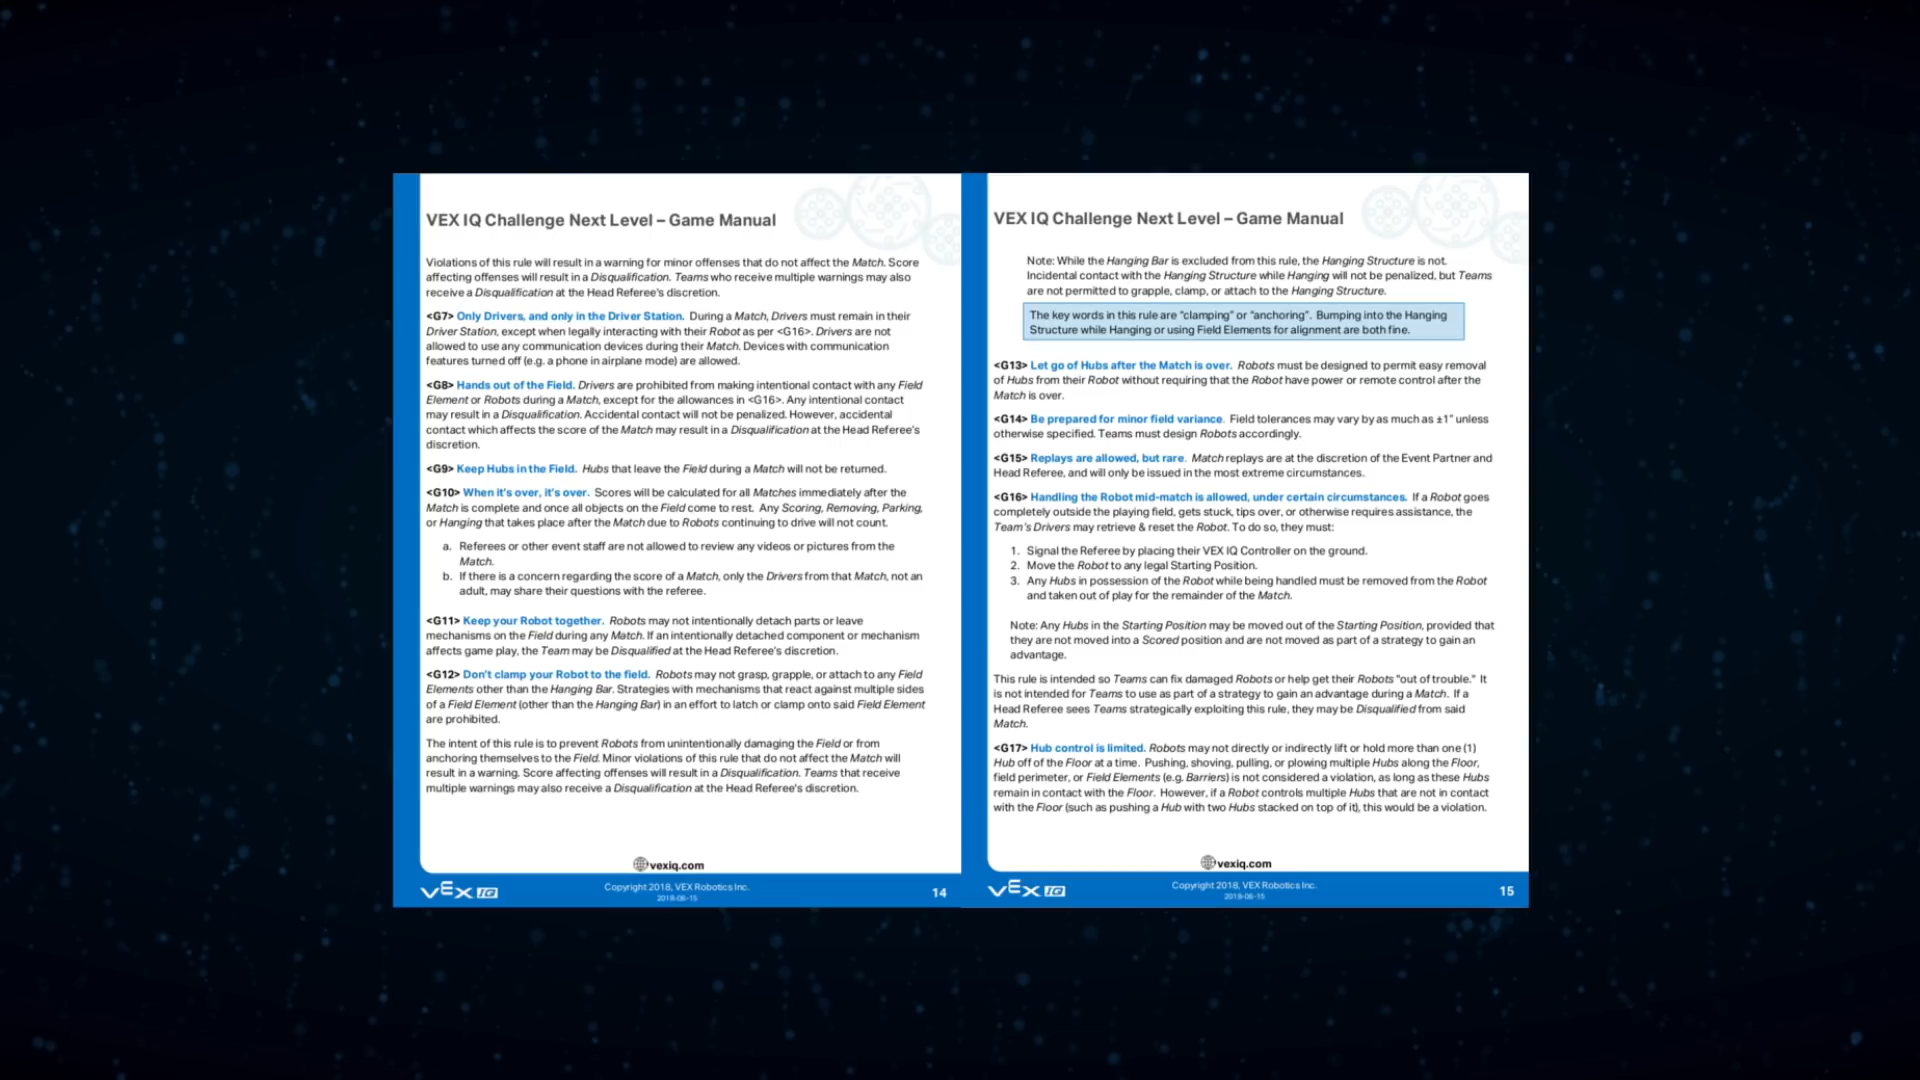 VEX IQ Challenge Next Level – Game Manual
Violations of this rule will result in a warning for minor offenses that do not affect the Match. Score
affecting offenses will result in a Disqualification. Teams who receive multiple warnings may also
receive a Disqualification at the Head Referee's discretion.
<G7> Only Drivers, and only in the Driver Station. During a Match, Drivers must remain in their
Driver Station, except when legally interacting with their Robot as per <G16>. Drivers are not
allowed to use any communication devices during their Match. Devices with communication
features turned off (e.g. a phone in airplane mode) are allowed.
<G8> Hands out of the Field. Drivers are prohibited from making intentional contact with any Field
Element or Robots during a Match, except for the allowances in <G16>. Any intentional contact
may result in a Disqualification. Accidental contact will not be penalized. However, accidental
contact which affects the score of the Match may result in a Disqualification at the Head Referee's
discretion.
<G9> Keep Hubs in the Field. Hubs that leave the Field during a Match will not be returned.
<G10> When it's over, it's over. Scores will be calculated for all Matches immediately after the
Match is complete and once all objects on the Field come to rest. Any Scoring, Removing, Parking,
or Hanging that takes place after the Match due to Robots continuing to drive will not count.
a. Referees or other event staff are not allowed to review any videos or pictures from the
Match.
b. If there is a concern regarding the score of a Match, only the Drivers from that Match, not an
adult, may share their questions with the referee.
<G11> Keep your Robot together. Robots may not intentionally detach parts or leave
mechanisms on the Field during any Match. If an intentionally detached component or mechanism
affects game play, the Team may be Disqualified at the Head Referee's discretion.
<G12> Don't clamp your Robot to the field. Robots may not grasp, grapple, or attach to any Field
Elements other than the Hanging Bar. Strategies with mechanisms that react against multiple sides
of a Field Element (other than the Hanging Bar) in an effort to latch or clamp onto said Field Element
are prohibited.
The intent of this rule is to prevent Robots from unintentionally damaging the Field or from
anchoring themselves to the Field. Minor violations of this rule that do not affect the Match will
result in a warning. Score affecting offenses will result in a Disqualification. Teams that receive
multiple warnings may also receive a Disqualification at the Head Referee's discretion.
vexiq.com
VEX IQ
Copyright 2018, VEX Robotics Inc.
2018-06-15
14
VEX IQ Challenge Next Level – Game Manual
Note: While the Hanging Bar is excluded from this rule, the Hanging Structure is not.
Incidental contact with the Hanging Structure while Hanging will not be penalized, but Teams
are not permitted to grapple, clamp, or attach to the Hanging Structure.
The key words in this rule are "clamping" or "anchoring". Bumping into the Hanging
Structure while Hanging or using Field Elements for alignment are both fine.
<G13> Let go of Hubs after the Match is over. Robots must be designed to permit easy removal
of Hubs from their Robot without requiring that the Robot have power or remote control after the
Match is over.
<G14> Be prepared for minor field variance. Field tolerances may vary by as much as ±1" unless
otherwise specified. Teams must design Robots accordingly.
<G15> Replays are allowed, but rare. Match replays are at the discretion of the Event Partner and
Head Referee, and will only be issued in the most extreme circumstances.
<G16> Handling the Robot mid-match is allowed, under certain circumstances. If a Robot goes
completely outside the playing field, gets stuck, tips over, or otherwise requires assistance, the
Team's Drivers may retrieve & reset the Robot. To do so, they must:
1. Signal the Referee by placing their VEX IQ Controller on the ground.
2. Move the Robot to any legal Starting Position.
3. Any Hubs in possession of the Robot while being handled must be removed from the Robot
and taken out of play for the remainder of the Match.
Note: Any Hubs in the Starting Position may be moved out of the Starting Position, provided that
they are not moved into a Scored position and are not moved as part of a strategy to gain an
advantage.
This rule is intended so Teams can fix damaged Robots or help get their Robots "out of trouble." It
is not intended for Teams to use as part of a strategy to gain an advantage during a Match. If a
Head Referee sees Teams strategically exploiting this rule, they may be Disqualified from said
Match.
<G17> Hub control is limited. Robots may not directly or indirectly lift or hold more than one (1)
Hub off of the Floor at a time. Pushing, shoving, pulling, or plowing multiple Hubs along the Floor,
field perimeter, or Field Elements (e.g. Barriers) is not considered a violation, as long as these Hubs
remain in contact with the Floor. However, if a Robot controls multiple Hubs that are not in contact
with the Floor (such as pushing a Hub with two Hubs stacked on top of it), this would be a violation.
vexiq.com
VEX IQ
Copyright 2018, VEX Robotics Inc.
2018-06-15
15